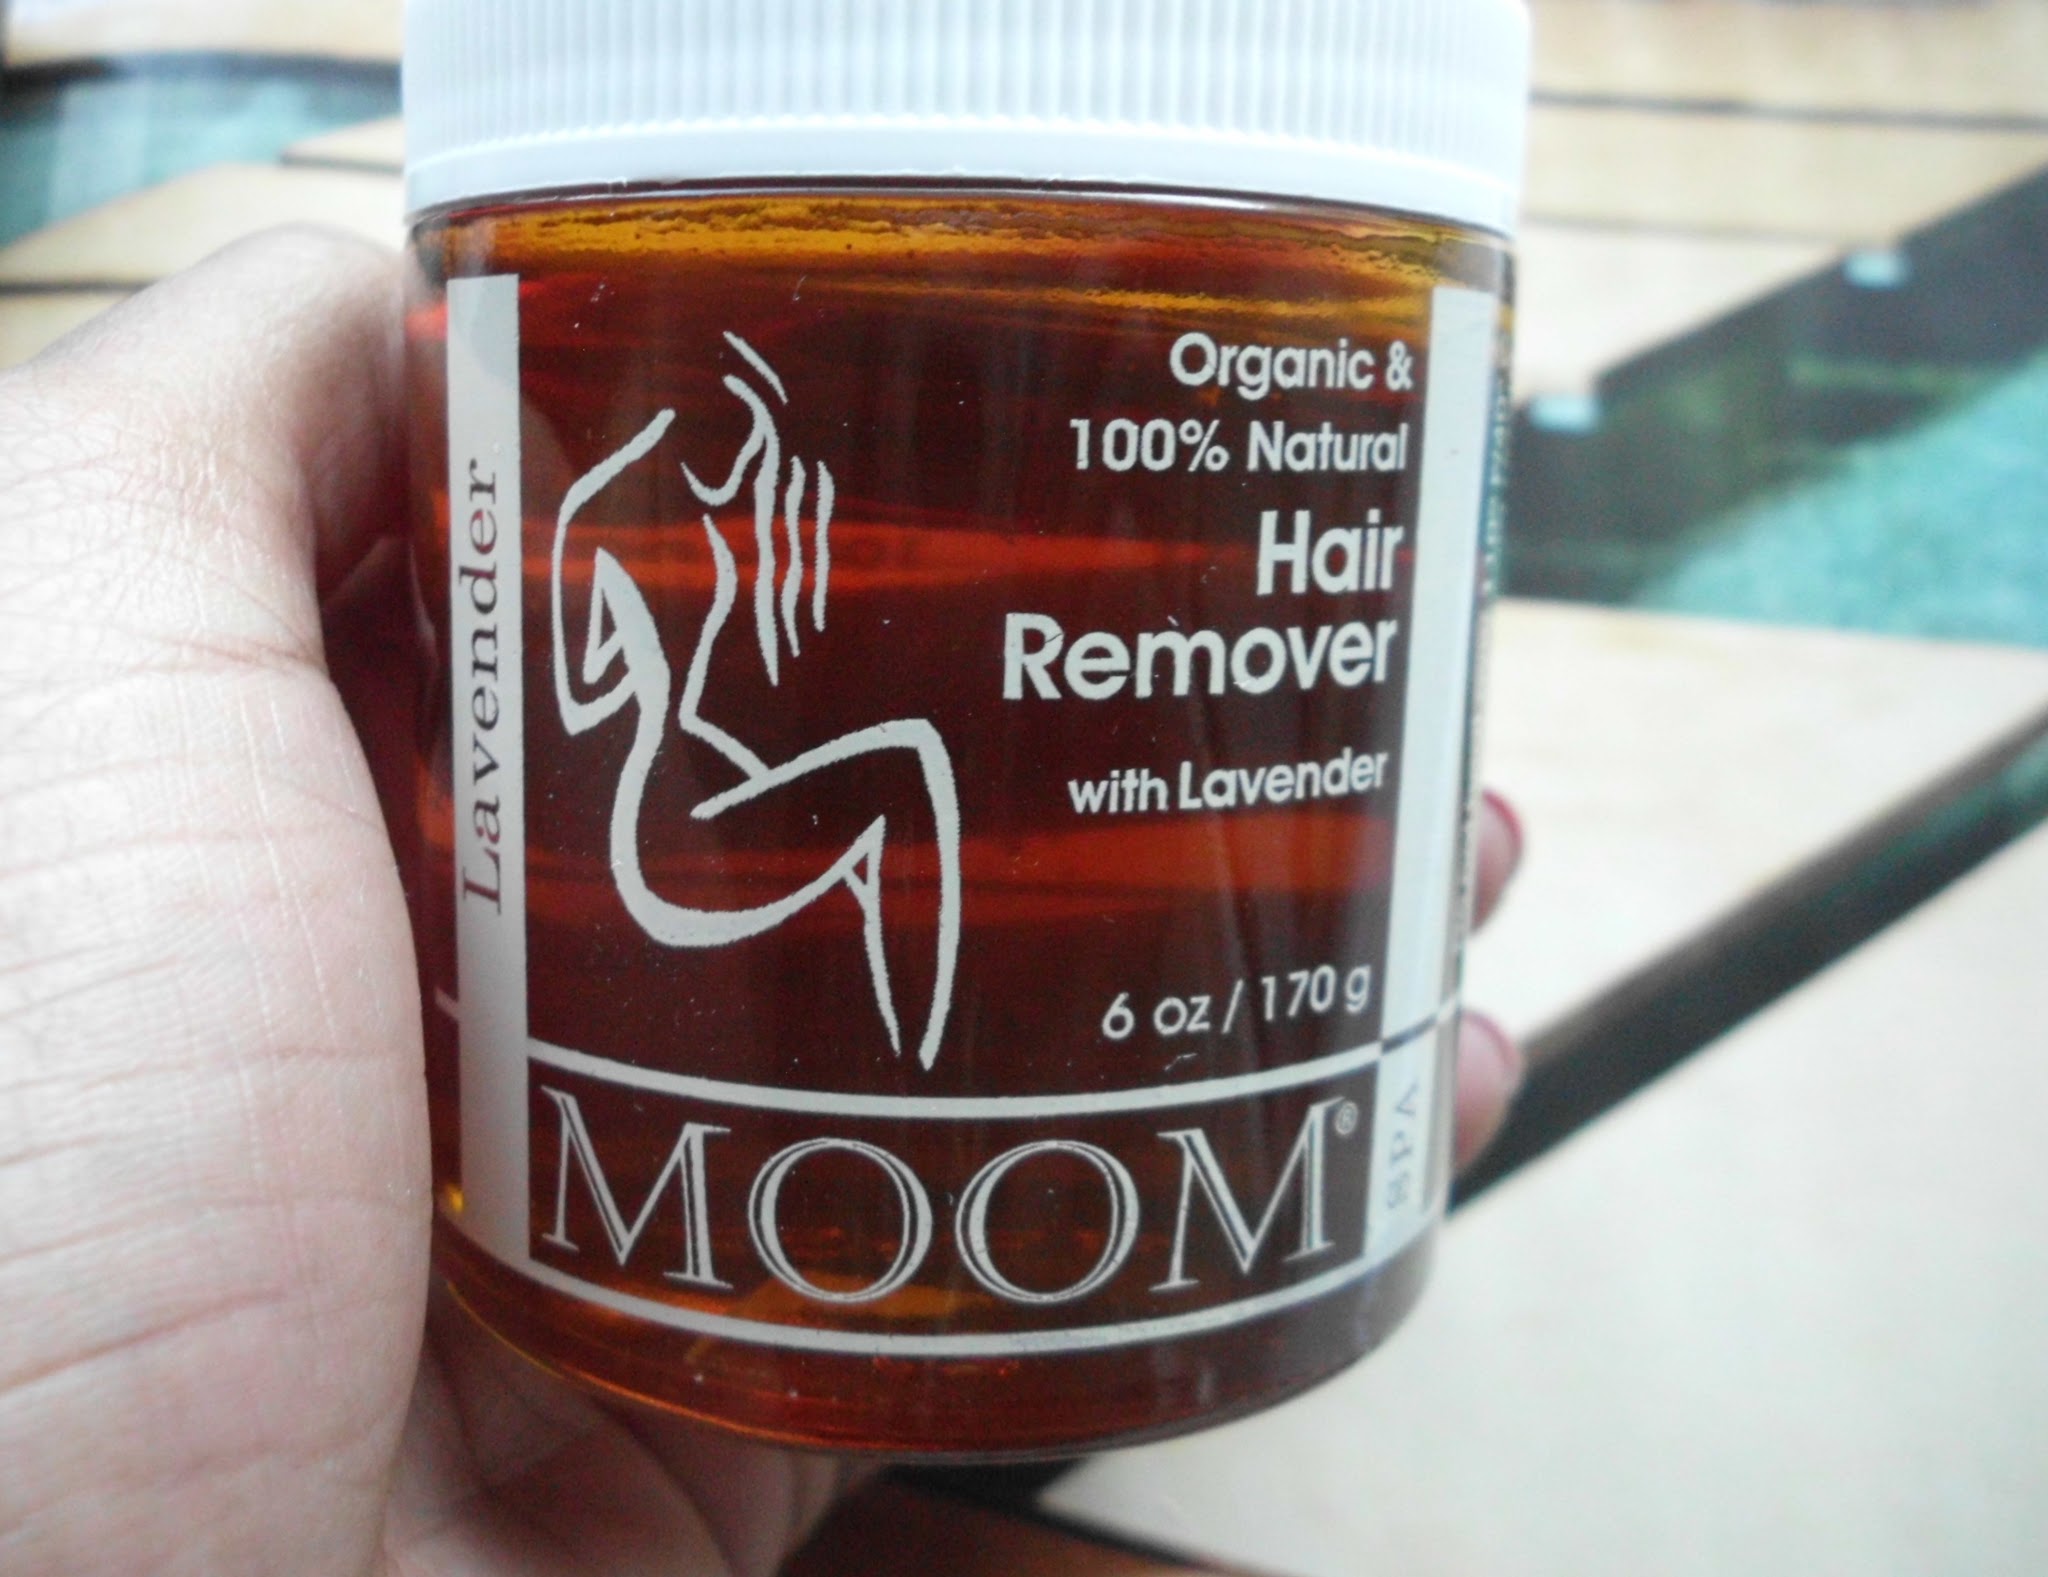 Lavender
Organic &
100% Natural
Hair
Remover
with Lavender
6 oz / 170 g
MOOM®
SPA